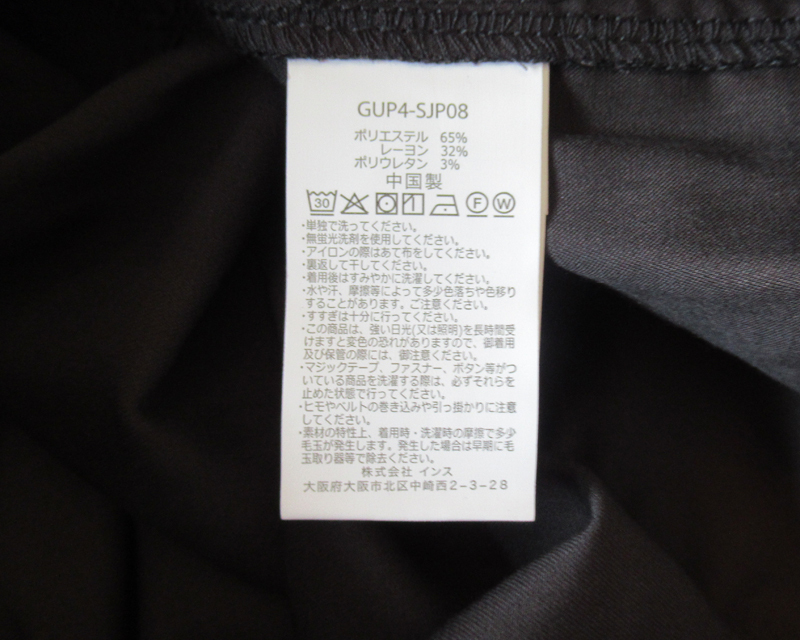 GUP4-SJP08
ポリエステル 65%
レーヨン 32%
ポリウレタン 3%
中国製
30 F W
・単独で洗ってください。
・無蛍光洗剤を使用してください。
・アイロンの際はあて布をしてください。
・裏返して干してください。
・着用後はすみやかに洗濯してください。
・水や汗、摩擦等によって多少色落ちや色移り
することがあります。ご注意ください。
・すすぎは十分に行ってください。
・この商品は、強い日光(又は照明)を長時間受
けますと変色の恐れがありますので、御着用
及び保管の際には、御注意ください。
・マジックテープ、ファスナー、ボタン等がつ
いている商品を洗濯する際は、必ずそれらを
止めた状態で行ってください。
・ヒモやベルトの巻き込みや引っ掛かりに注意
してください。
・素材の特性上、着用時・洗濯時の摩擦で多少
毛玉が発生します。発生した場合は早期に毛
玉取り器等で除去ください。
株式会社 インス
大阪府大阪市北区中崎西2-3-28